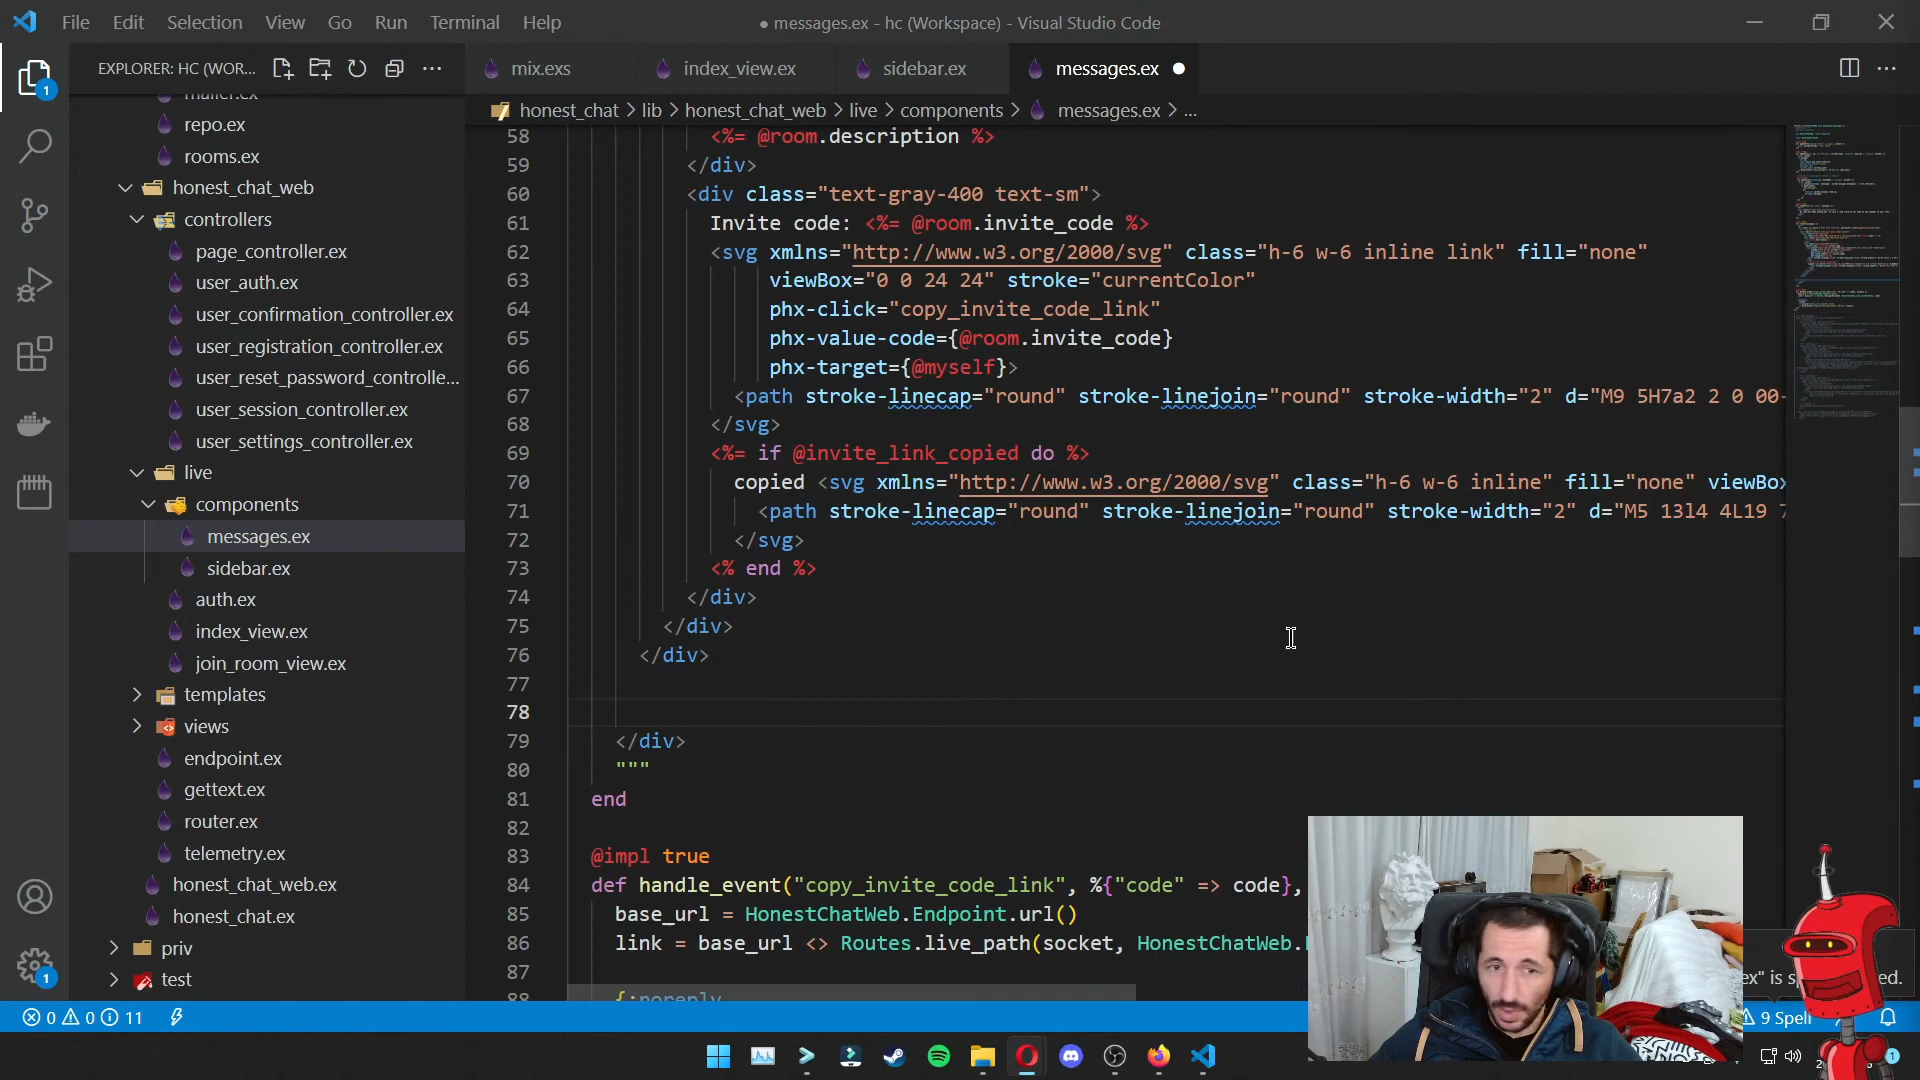 File Edit Selection View Go Run Terminal Help
● messages.ex - hc (Workspace) - Visual Studio Code
EXPLORER: HC (WOR...
mix.exs
index_view.ex
sidebar.ex
messages.ex
honest_chat > lib > honest_chat_web > live > components > messages.ex > ...
1
mailer.ex
repo.ex
rooms.ex
honest_chat_web
controllers
page_controller.ex
user_auth.ex
user_confirmation_controller.ex
user_registration_controller.ex
user_reset_password_controlle...
user_session_controller.ex
user_settings_controller.ex
live
components
messages.ex
sidebar.ex
auth.ex
index_view.ex
join_room_view.ex
templates
views
endpoint.ex
gettext.ex
router.ex
telemetry.ex
honest_chat_web.ex
honest_chat.ex
priv
test
1
58 <%= @room.description %>
59 </div>
60 <div class="text-gray-400 text-sm">
61 Invite code: <%= @room.invite_code %>
62 <svg xmlns="http://www.w3.org/2000/svg" class="h-6 w-6 inline link" fill="none"
63 viewBox="0 0 24 24" stroke="currentColor"
64 phx-click="copy_invite_code_link"
65 phx-value-code={@room.invite_code}
66 phx-target={@myself}>
67 <path stroke-linecap="round" stroke-linejoin="round" stroke-width="2" d="M9 5H7a2 2 0 00-
68 </svg>
69 <%= if @invite_link_copied do %>
70 copied <svg xmlns="http://www.w3.org/2000/svg" class="h-6 w-6 inline" fill="none" viewBox
71 <path stroke-linecap="round" stroke-linejoin="round" stroke-width="2" d="M5 13l4 4L19 7
72 </svg>
73 <% end %>
74 </div>
75 </div>
76 </div>
77
78
79 </div>
80 """
81 end
82
83 @impl true
84 def handle_event("copy_invite_code_link", %{"code" => code},
85 base_url = HonestChatWeb.Endpoint.url()
86 link = base_url <> Routes.live_path(socket, HonestChatWeb.
87
88 {:noreply
ex" is s
ed.
0 0 11
9 Spell
1